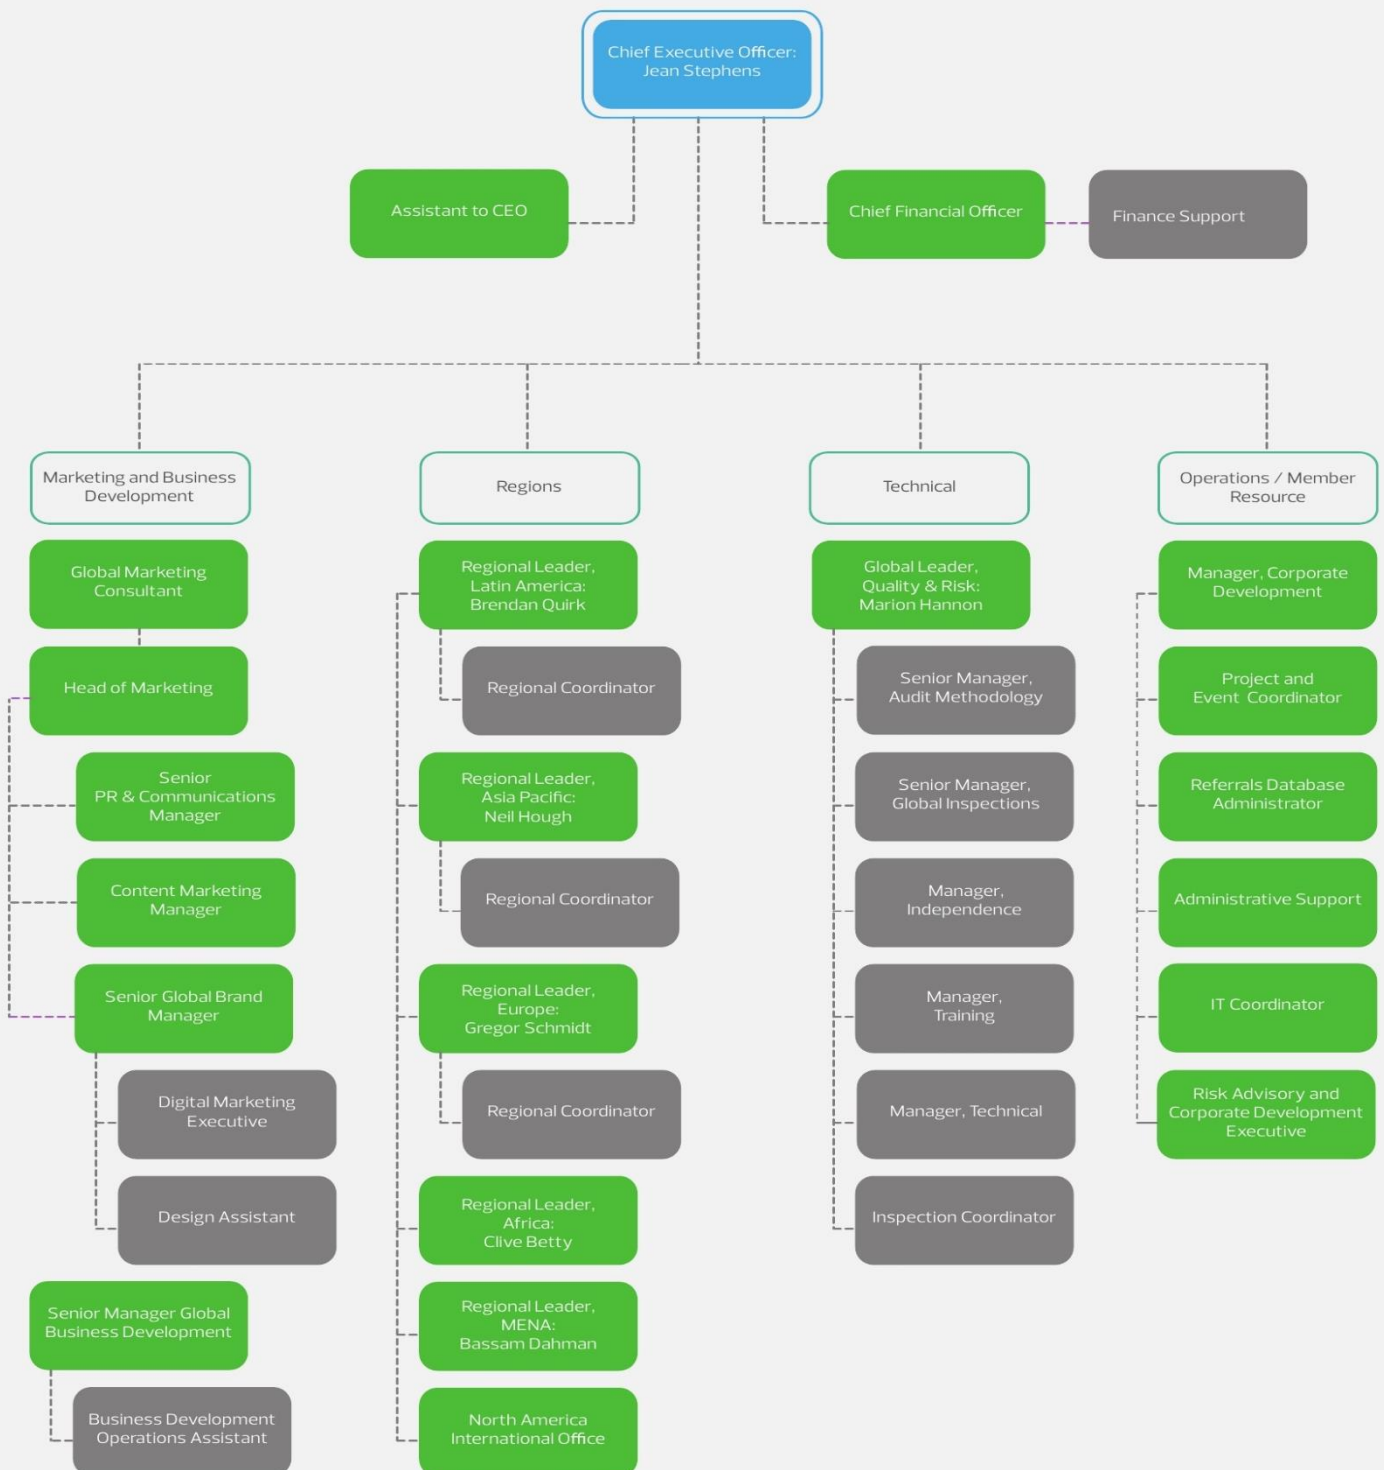 Chief Executive Officer:
Jean Stephens
Assistant to CEO
Chief Financial Officer
Finance Support
Marketing and Business
Development
Global Marketing
Consultant
Head of Marketing
Senior
PR & Communications
Manager
Content Marketing
Manager
Senior Global Brand
Manager
Digital Marketing
Executive
Design Assistant
Senior Manager Global
Business Development
Business Development
Operations Assistant
Regions
Regional Leader,
Latin America:
Brendan Quirk
Regional Coordinator
Regional Leader,
Asia Pacific:
Neil Hough
Regional Coordinator
Regional Leader,
Europe:
Gregor Schmidt
Regional Coordinator
Regional Leader,
Africa:
Clive Betty
Regional Leader,
MENA:
Bassam Dahman
North America
International Office
Technical
Global Leader,
Quality & Risk:
Marion Hannon
Senior Manager,
Audit Methodology
Senior Manager,
Global Inspections
Manager,
Independence
Manager,
Training
Manager, Technical
Inspection Coordinator
Operations / Member
Resource
Manager, Corporate
Development
Project and
Event Coordinator
Referrals Database
Administrator
Administrative Support
IT Coordinator
Risk Advisory and
Corporate Development
Executive